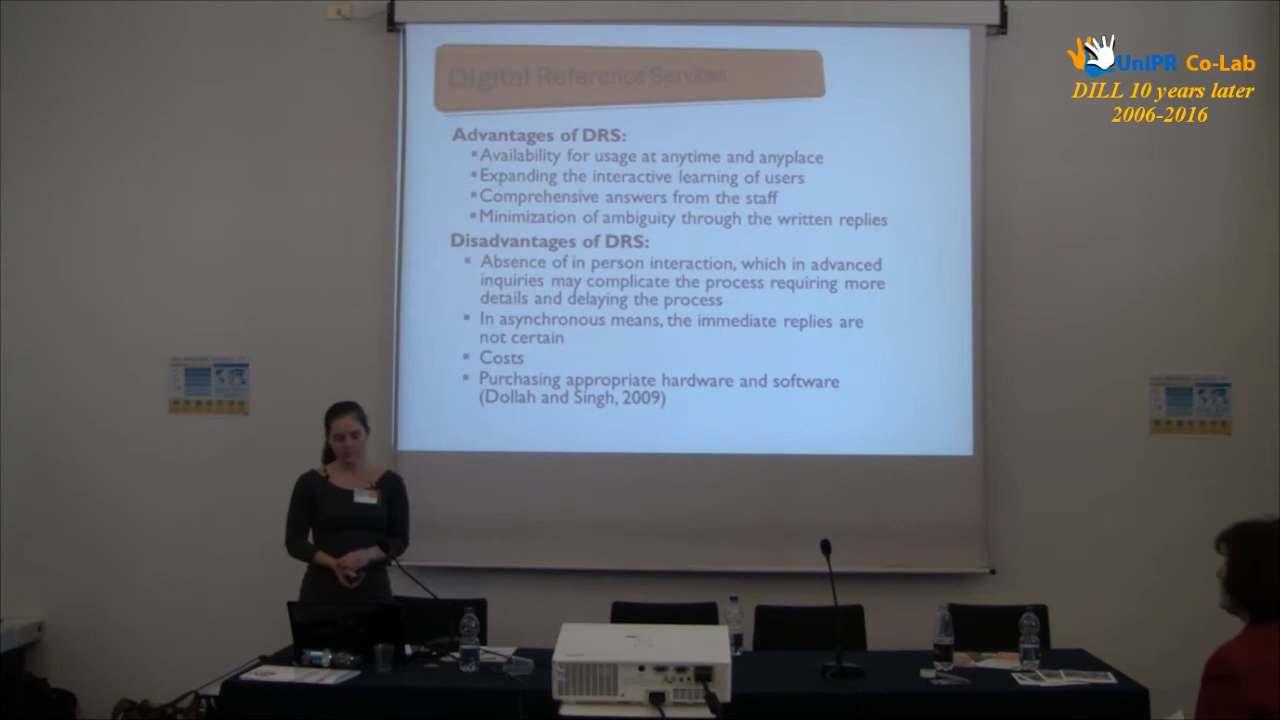 Digital Reference Services
UniPR Co-Lab
DILL 10 years later
2006-2016
Advantages of DRS:
Availability for usage at anytime and anyplace
Expanding the interactive learning of users
Comprehensive answers from the staff
Minimization of ambiguity through the written replies
Disadvantages of DRS:
Absence of in person interaction, which in advanced
inquiries may complicate the process requiring more
details and delaying the process
In asynchronous means, the immediate replies are
not certain
Costs
Purchasing appropriate hardware and software
(Dollah and Singh, 2009)